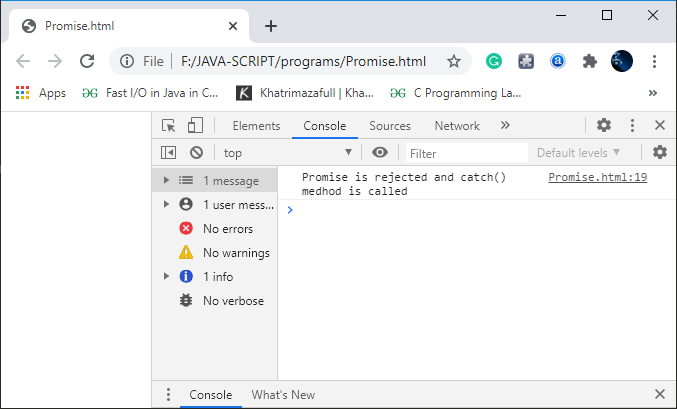 Promise.html
File F:/JAVA-SCRIPT/programs/Promise.html
Apps Fast I/O in Java in C... Khatrimazafull | Kha... C Programming La... »
Elements Console Sources Network »
top Filter Default levels
1 message
1 user mess...
No errors
No warnings
1 info
No verbose
Promise is rejected and catch() Promise.html:19
medhod is called
Console What's New